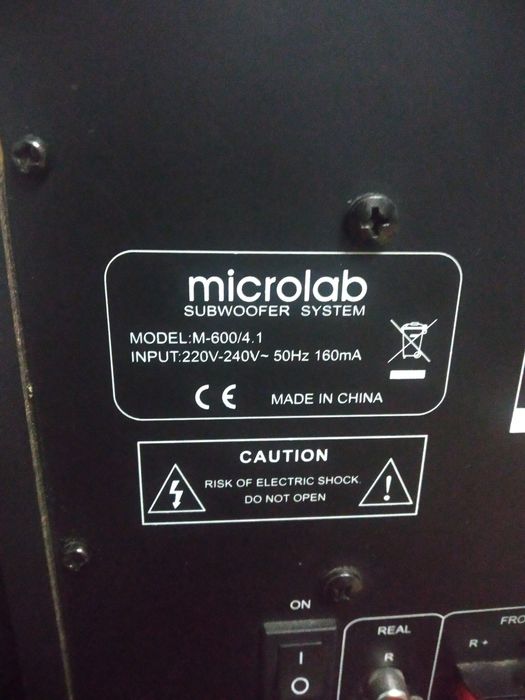 microlab
SUBWOOFER SYSTEM
MODEL:M-600/4.1
INPUT:220V-240V~ 50Hz 160mA
CE MADE IN CHINA
CAUTION
RISK OF ELECTRIC SHOCK.
DO NOT OPEN
ON
I
O
REAL
R
R +